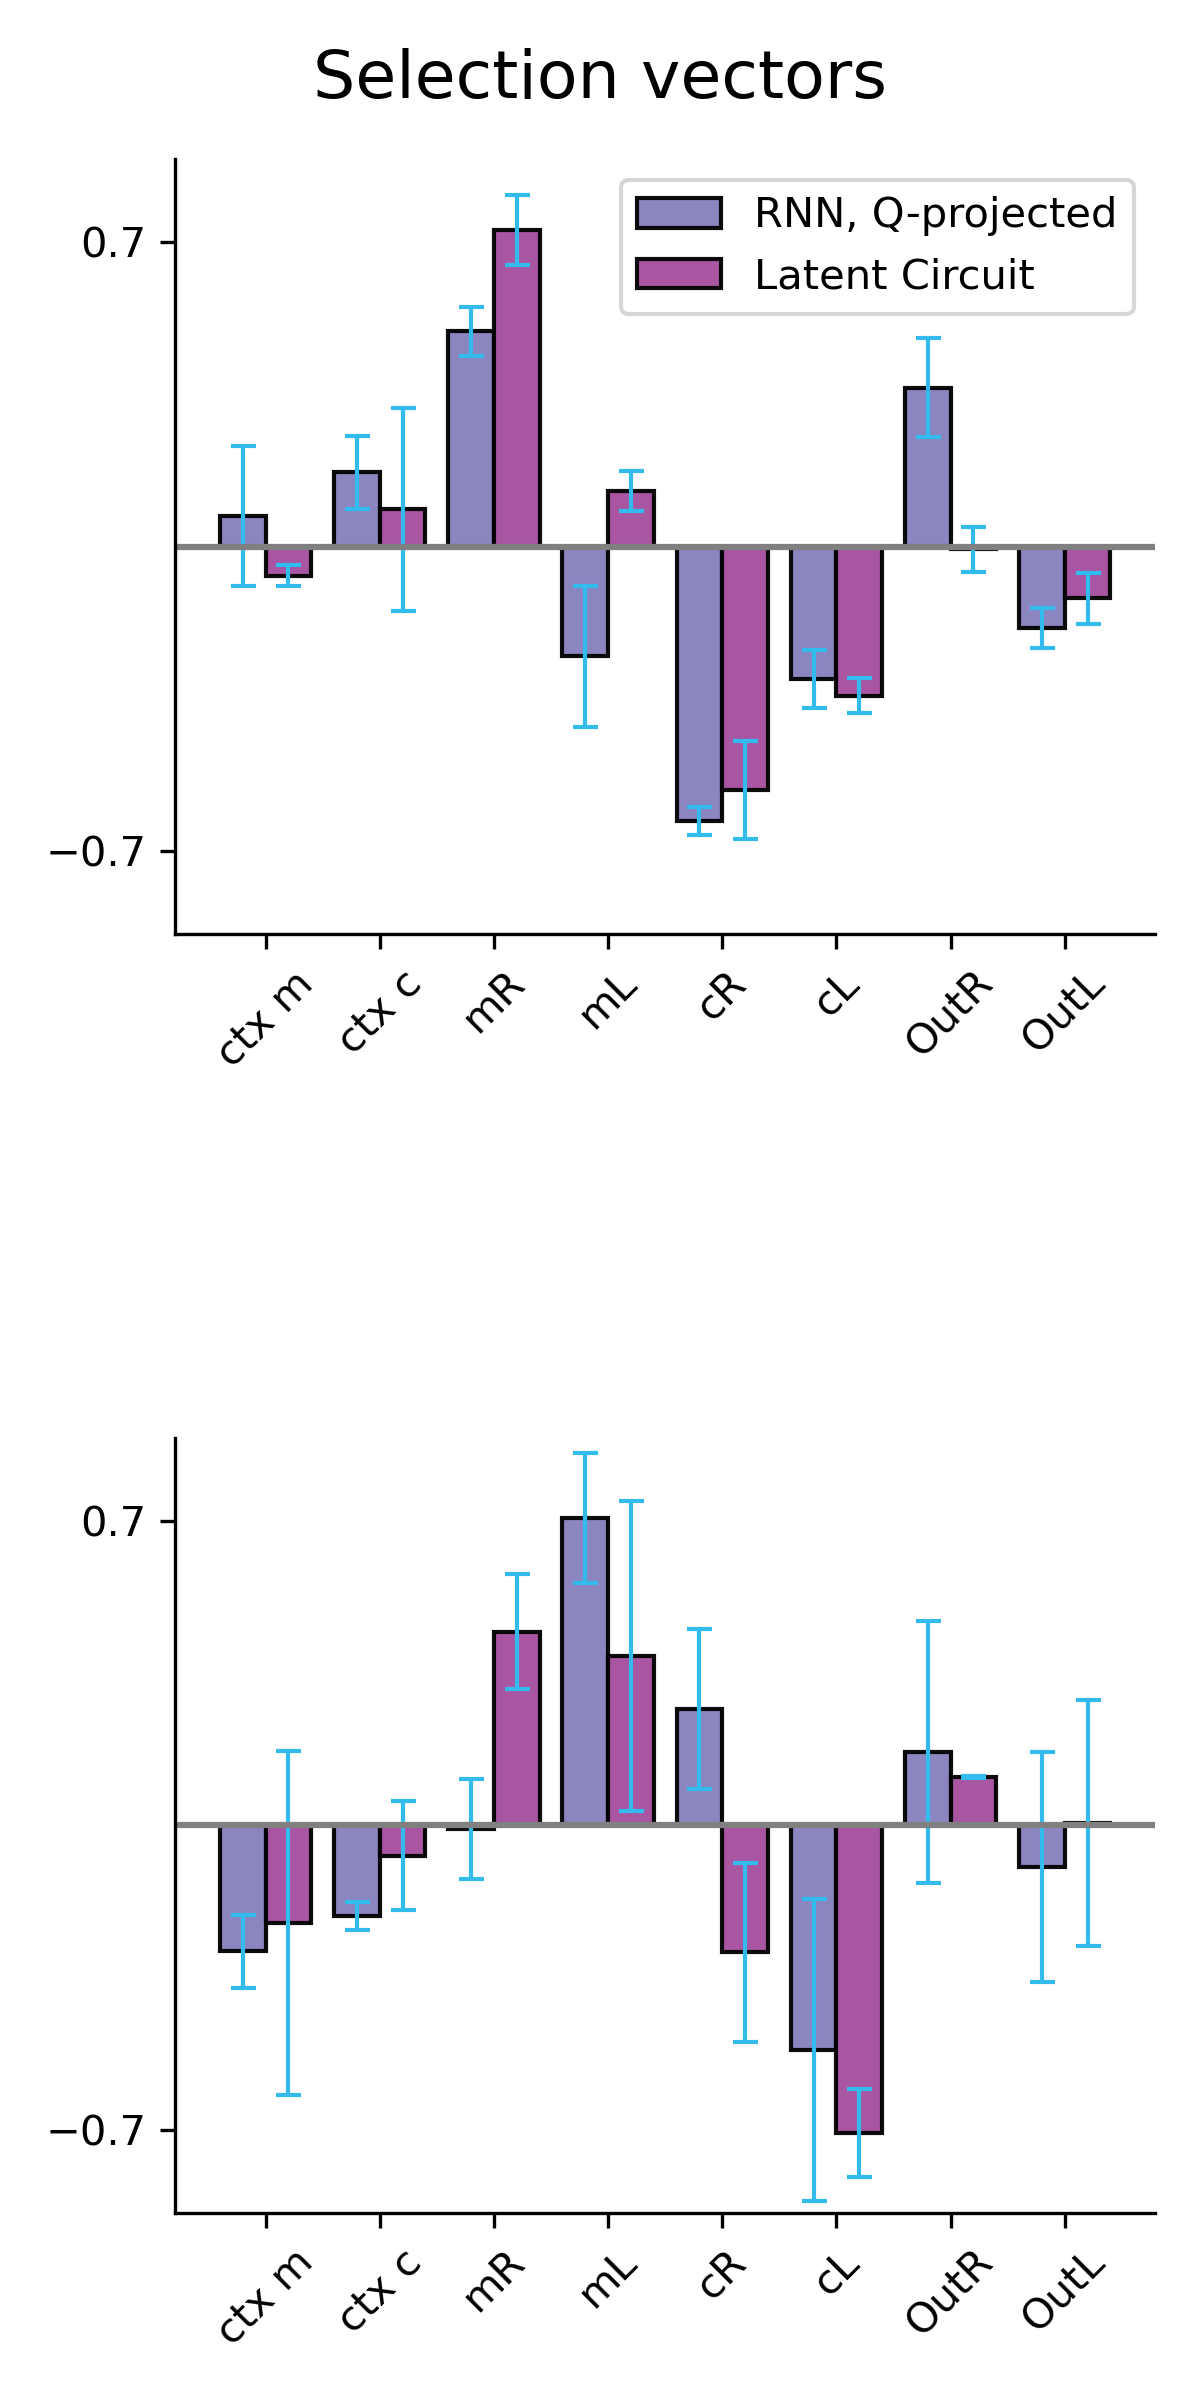 Selection vectors
RNN, Q-projected
Latent Circuit
0.7
−0.7
ctx m
ctx c
mR
mL
cR
cL
OutR
OutL
0.7
−0.7
ctx m
ctx c
mR
mL
cR
cL
OutR
OutL